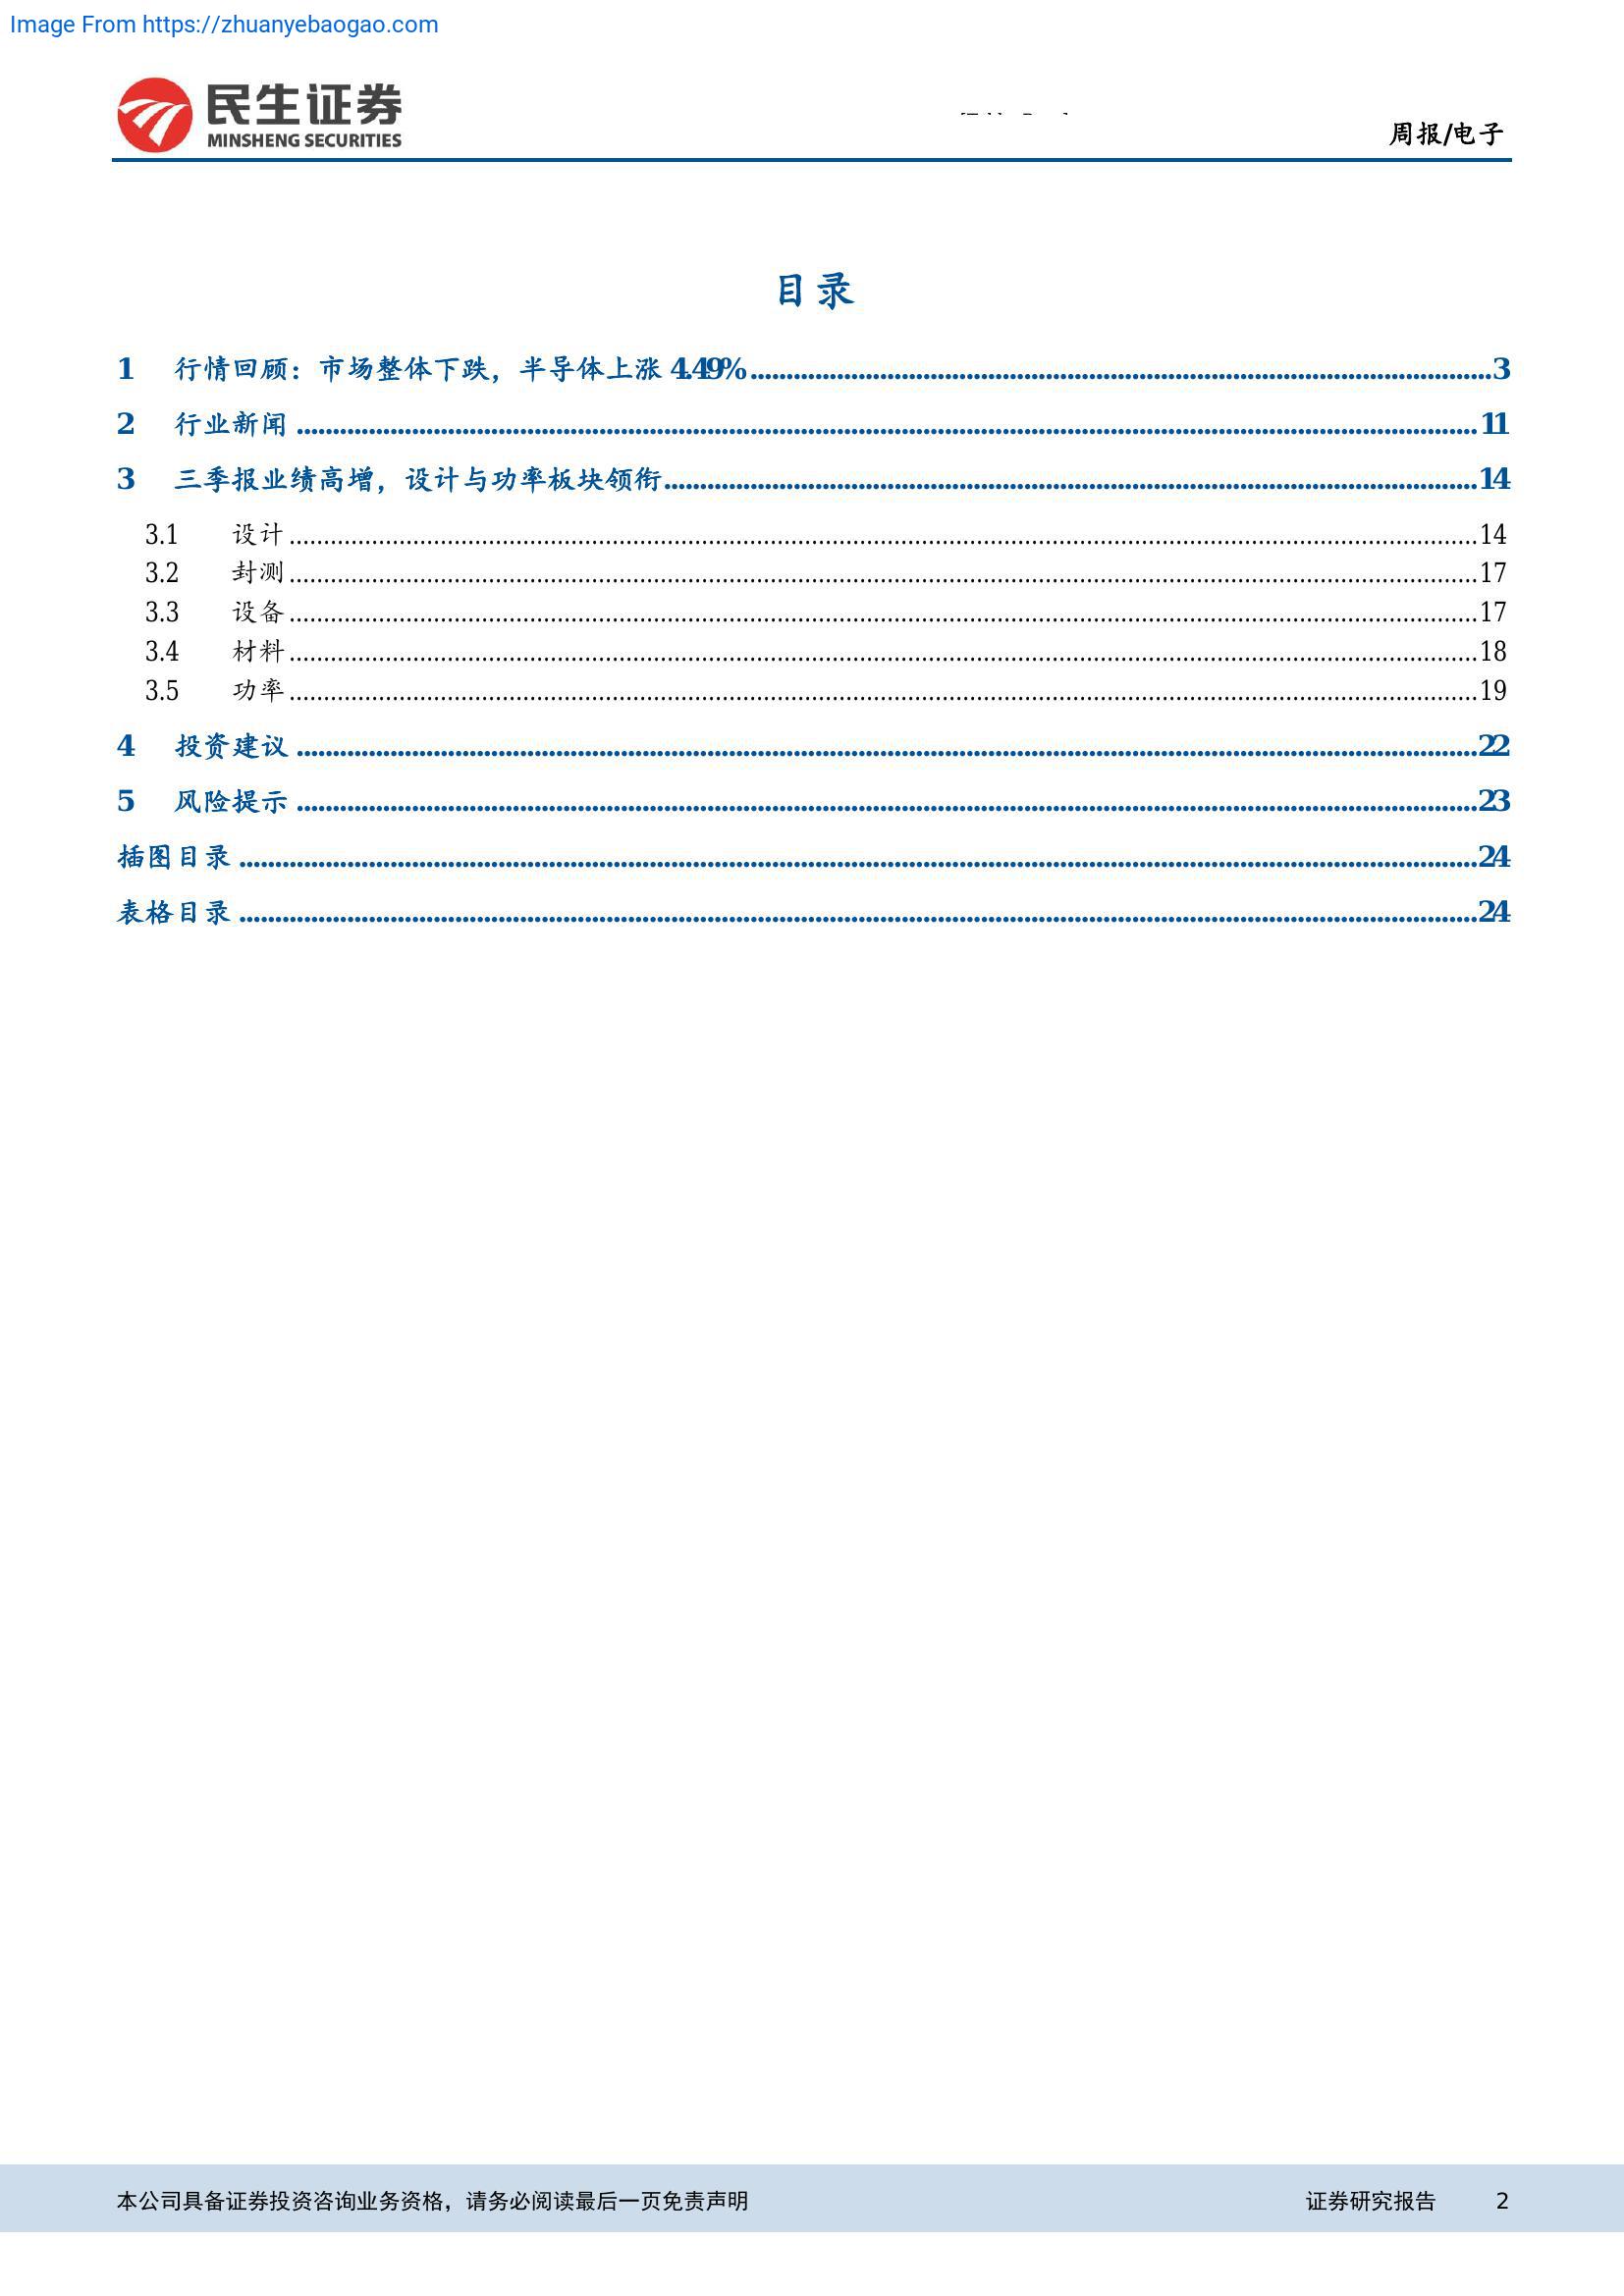 Image From https://zhuanyebaogao.com
民生证券
MINSHENG SECURITIES
周报/电子
目录
1 行情回顾：市场整体下跌，半导体上涨 4.49% 3
2 行业新闻 11
3 三季报业绩高增，设计与功率板块领衔 14
3.1 设计 14
3.2 封测 17
3.3 设备 17
3.4 材料 18
3.5 功率 19
4 投资建议 22
5 风险提示 23
插图目录 24
表格目录 24
本公司具备证券投资咨询业务资格，请务必阅读最后一页免责声明 证券研究报告 2